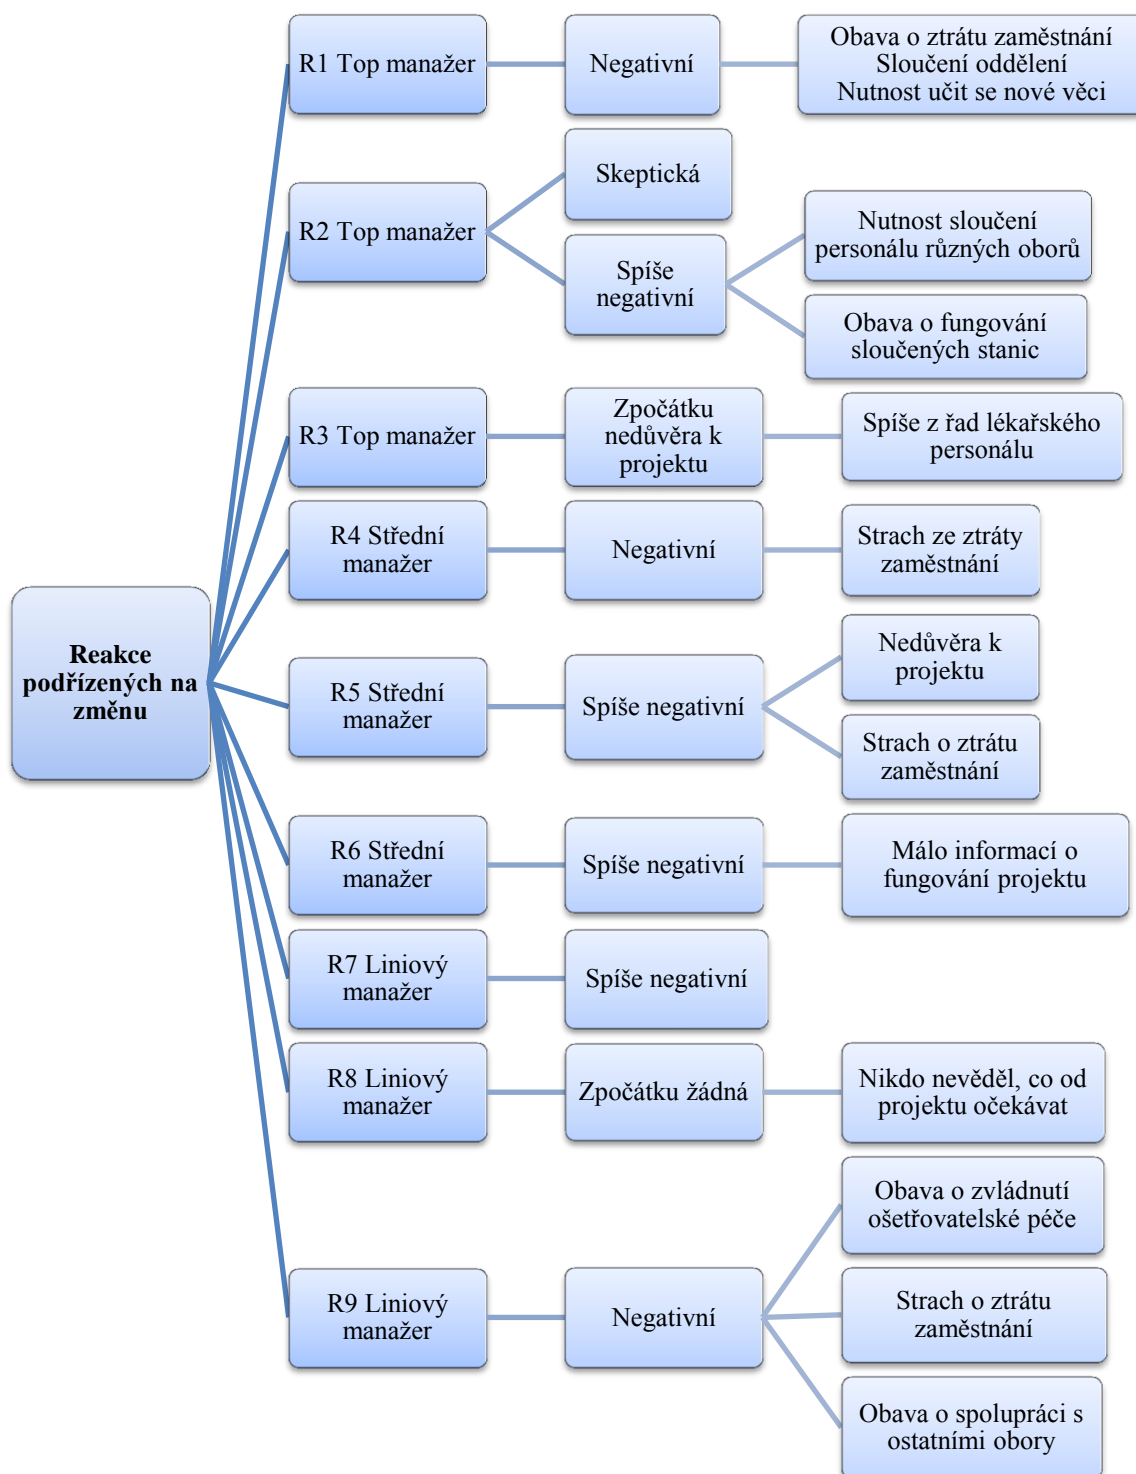 Reakce
podřízených na
změnu
R1 Top manažer
Negativní
Obava o ztrátu zaměstnání
Sloučení oddělení
Nutnost učit se nové věci
R2 Top manažer
Skeptická
Spíše
negativní
Nutnost sloučení
personálu různých oborů
Obava o fungování
sloučených stanic
R3 Top manažer
Zpočátku
nedůvěra k
projektu
Spíše z řad lékařského
personálu
R4 Střední
manažer
Negativní
Strach ze ztráty
zaměstnání
R5 Střední
manažer
Spíše negativní
Nedůvěra k
projektu
Strach o ztrátu
zaměstnání
R6 Střední
manažer
Spíše negativní
Málo informací o
fungování projektu
R7 Liniový
manažer
Spíše negativní
R8 Liniový
manažer
Zpočátku žádná
Nikdo nevěděl, co od
projektu očekávat
R9 Liniový
manažer
Negativní
Obava o zvládnutí
ošetřovatelské péče
Strach o ztrátu
zaměstnání
Obava o spolupráci s
ostatními obory